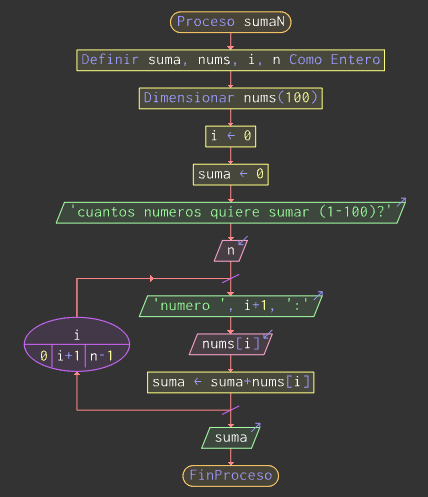 Proceso sumaN
Definir suma, nums, i, n Como Entero
Dimensionar nums(100)
i ← 0
suma ← 0
'cuantos numeros quiere sumar (1-100)?'
n
'numero ', i+1, ':'
i
0 i+1 n-1
nums[i]
suma ← suma+nums[i]
suma
FinProceso